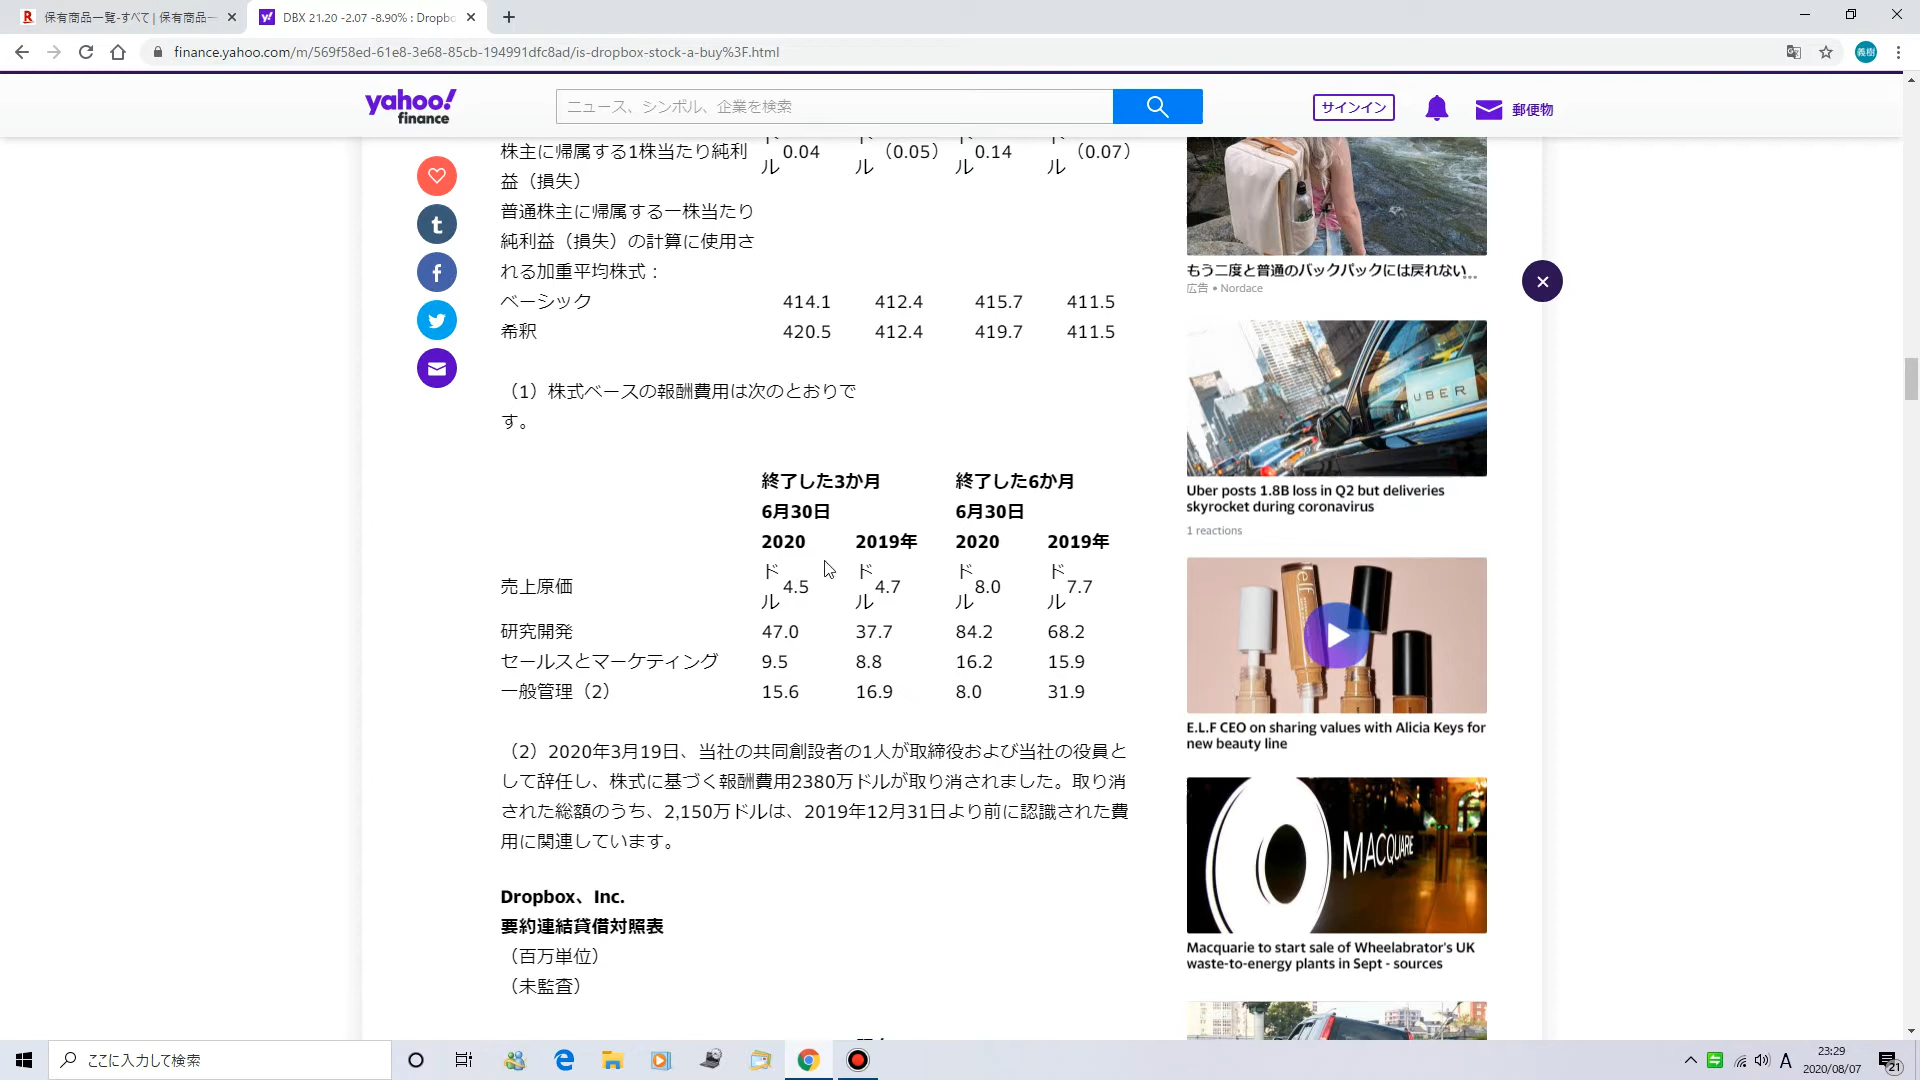 保有商品一覧-すべて | 保有商品一
DBX 21.20 -2.07 -8.90% : Dropbo
finance.yahoo.com/m/569f58ed-61e8-3e68-85cb-194991dfc8ad/is-dropbox-stock-a-buy%3F.html
義樹
yahoo!
finance
ニュース、シンボル、企業を検索
サインイン
郵便物
株主に帰属する1株当たり純利 ドル 0.04 ドル （0.05） ドル 0.14 ドル （0.07）
益（損失）
普通株主に帰属する一株当たり
純利益（損失）の計算に使用さ
れる加重平均株式：
ベーシック 414.1 412.4 415.7 411.5
希釈 420.5 412.4 419.7 411.5
（1）株式ベースの報酬費用は次のとおりで
す。
終了した3か月 終了した6か月
6月30日 6月30日
2020 2019年 2020 2019年
売上原価 ドル 4.5 ドル 4.7 ドル 8.0 ドル 7.7
研究開発 47.0 37.7 84.2 68.2
セールスとマーケティング 9.5 8.8 16.2 15.9
一般管理（2） 15.6 16.9 8.0 31.9
（2）2020年3月19日、当社の共同創設者の1人が取締役および当社の役員と
して辞任し、株式に基づく報酬費用2380万ドルが取り消されました。取り消
された総額のうち、2,150万ドルは、2019年12月31日より前に認識された費
用に関連しています。
Dropbox、Inc.
要約連結貸借対照表
（百万単位）
（未監査）
もう二度と普通のバックパックには戻れない...
広告 • Nordace
UBER
Uber posts 1.8B loss in Q2 but deliveries
skyrocket during coronavirus
1 reactions
e.l.f.
E.L.F CEO on sharing values with Alicia Keys for
new beauty line
MACQUARIE
Macquarie to start sale of Wheelabrator's UK
waste-to-energy plants in Sept - sources
ここに入力して検索
A
23:29
2020/08/07
21